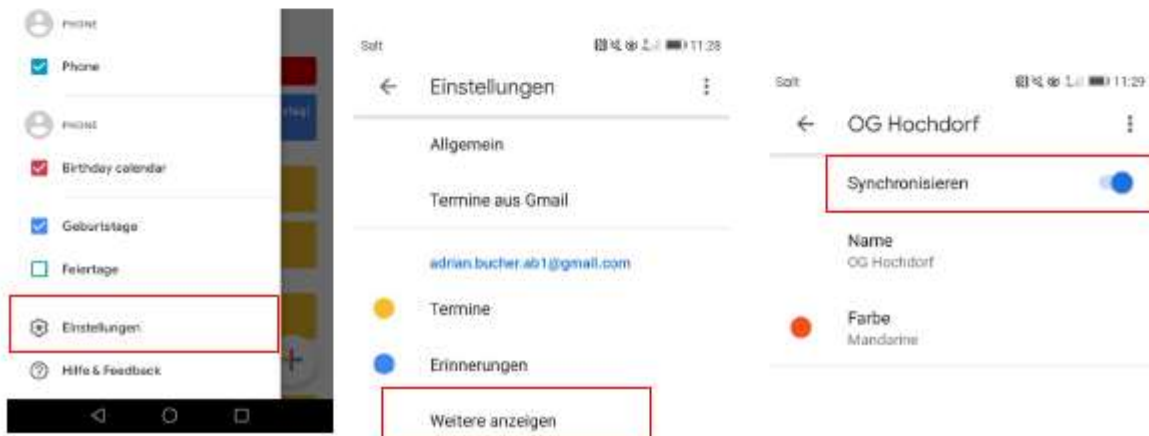 PHONE
Phone
PHONE
Birthday calendar
Geburtstage
Feiertage
Einstellungen
Hilfe & Feedback
Salt
11:28
Einstellungen
Allgemein
Termine aus Gmail
adrian.bucher.ab1@gmail.com
Termine
Erinnerungen
Weitere anzeigen
Salt
11:29
OG Hochdorf
Synchronisieren
Name
OG Hochdorf
Farbe
Mandarine